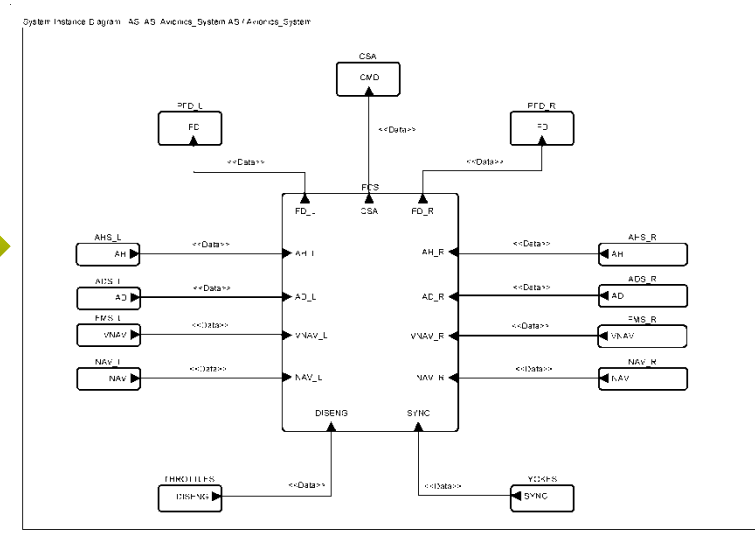 System Instance Diagram AS AS Avionics_System AS / Avionics_System
CSA
CMD
PFD_L
FD
PFD_R
FD
<<Data>>
<<Data>>
<<Data>>
FCS
FD_L
CSA
FD_R
AHS_L
AH
<<Data>>
AH_L
AH_R
<<Data>>
AHS_R
AH
ADS_L
AD
<<Data>>
AD_L
AD_R
<<Data>>
ADS_R
AD
FMS_L
VNAV
<<Data>>
VNAV_L
VNAV_R
<<Data>>
FMS_R
VNAV
NAV_L
NAV
<<Data>>
NAV_L
NAV_R
<<Data>>
NAV_R
NAV
DISENG
SYNC
THROTTLES
DISENG
<<Data>>
<<Data>>
YOKES
SYNC